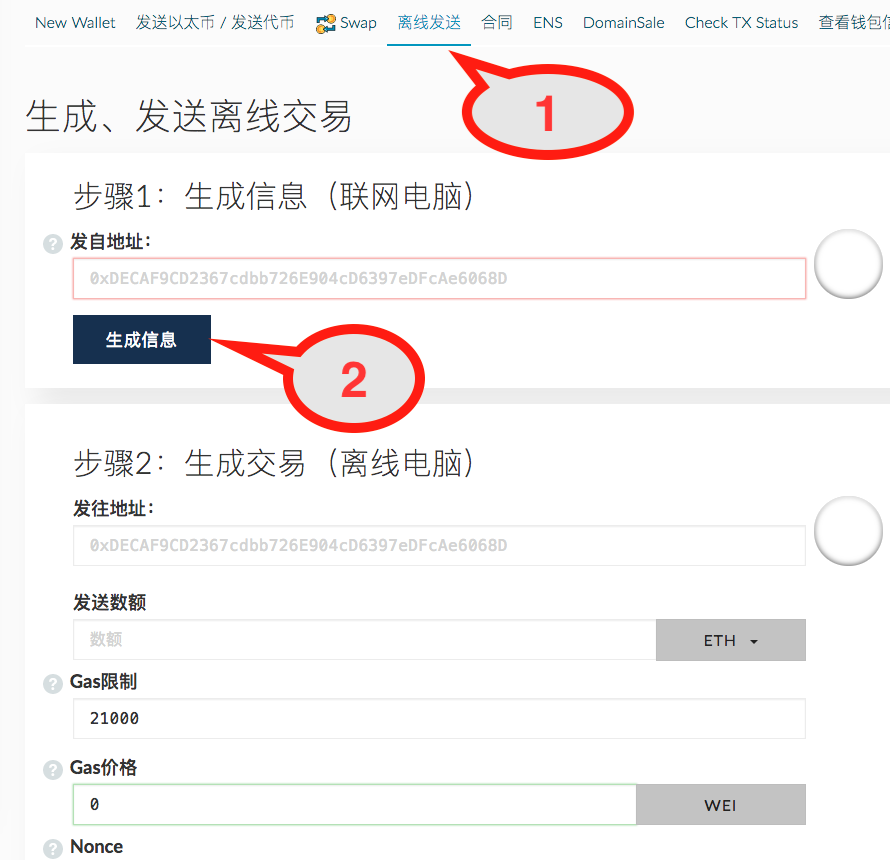 New Wallet 发送以太币 / 发送代币 Swap 离线发送 合同 ENS DomainSale Check TX Status 查看钱包信
1
生成、发送离线交易
步骤1：生成信息（联网电脑）
? 发自地址：
0xDECAF9CD2367cdbb726E904cD6397eDFcAe6068D
生成信息
2
步骤2：生成交易（离线电脑）
发往地址：
0xDECAF9CD2367cdbb726E904cD6397eDFcAe6068D
发送数额
数额 ETH
? Gas限制
21000
? Gas价格
0 WEI
? Nonce